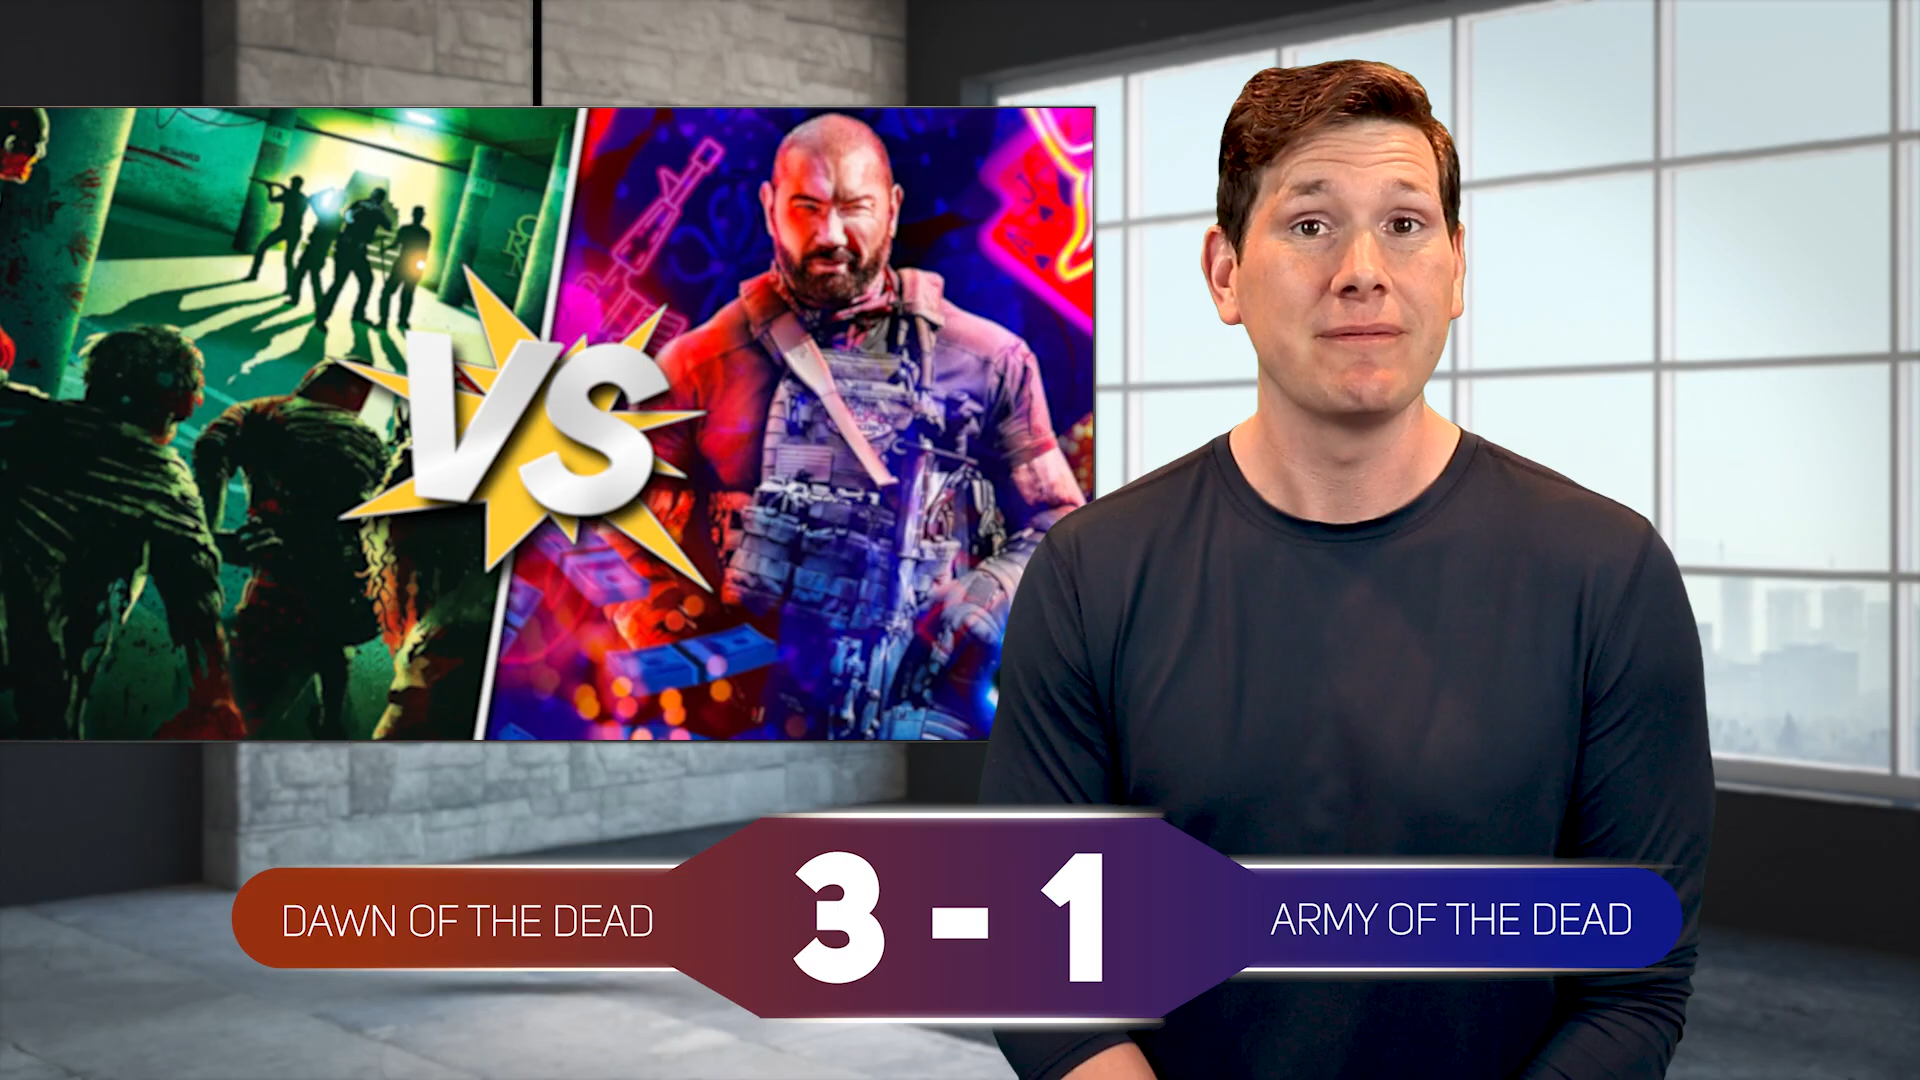 VS
DAWN OF THE DEAD
3 - 1
ARMY OF THE DEAD